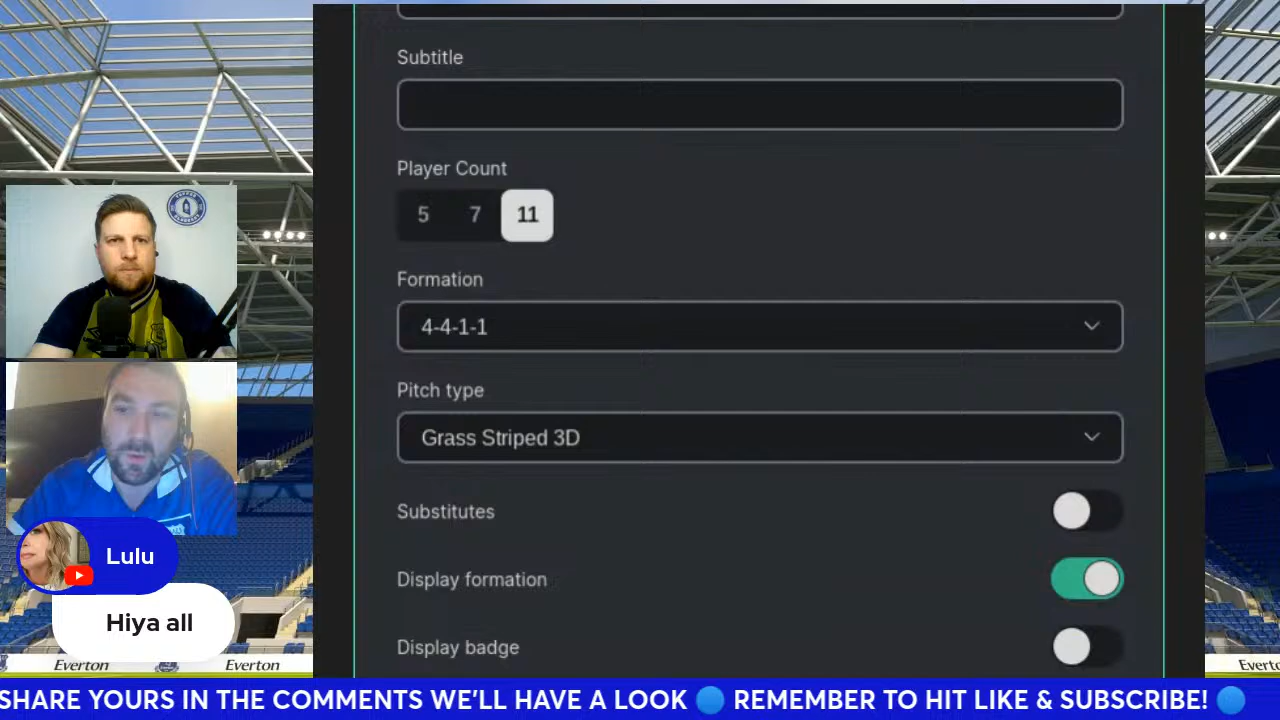 Subtitle
Player Count
5 7 11
Formation
4-4-1-1
Pitch type
Grass Striped 3D
Substitutes
Display formation
Display badge
Lulu
Hiya all
Everton
Everton
Everto
SHARE YOURS IN THE COMMENTS WE'LL HAVE A LOOK 🔵 REMEMBER TO HIT LIKE & SUBSCRIBE! 🔵